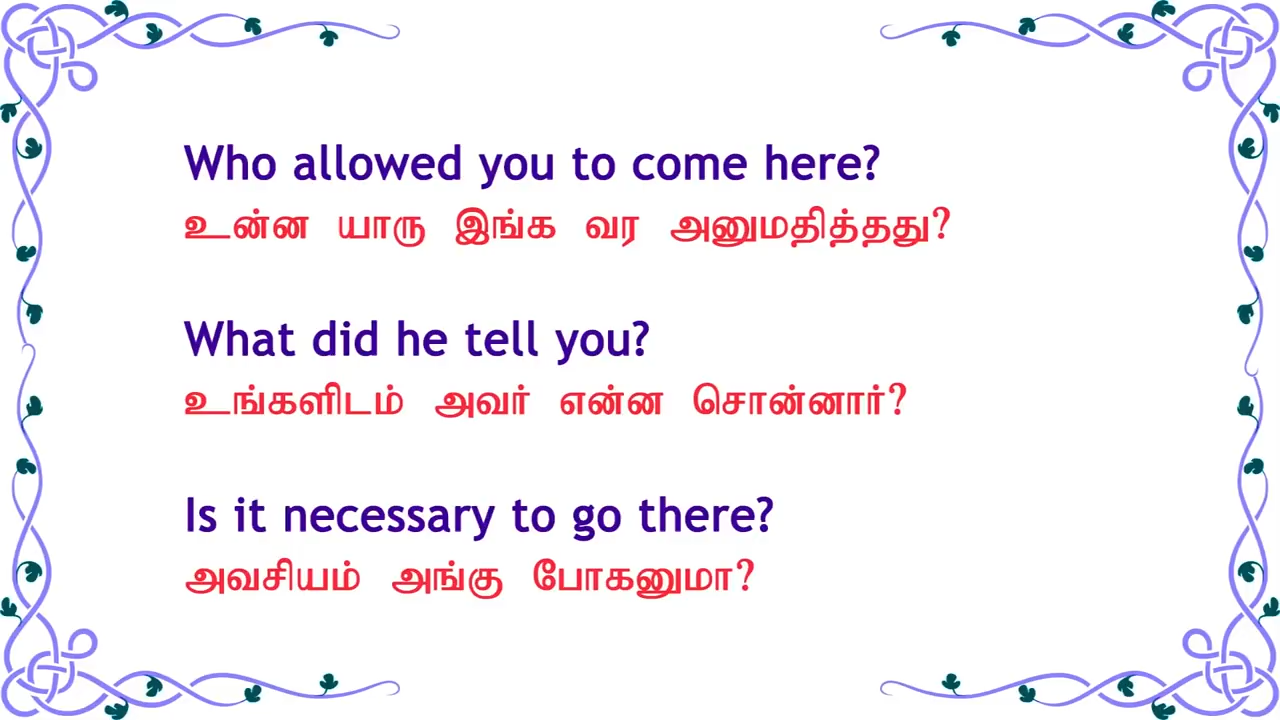 Who allowed you to come here?
உன்ன யாரு இங்க வர அனுமதித்தது?
What did he tell you?
உங்களிடம் அவர் என்ன சொன்னார்?
Is it necessary to go there?
அவசியம் அங்கு போகனுமா?